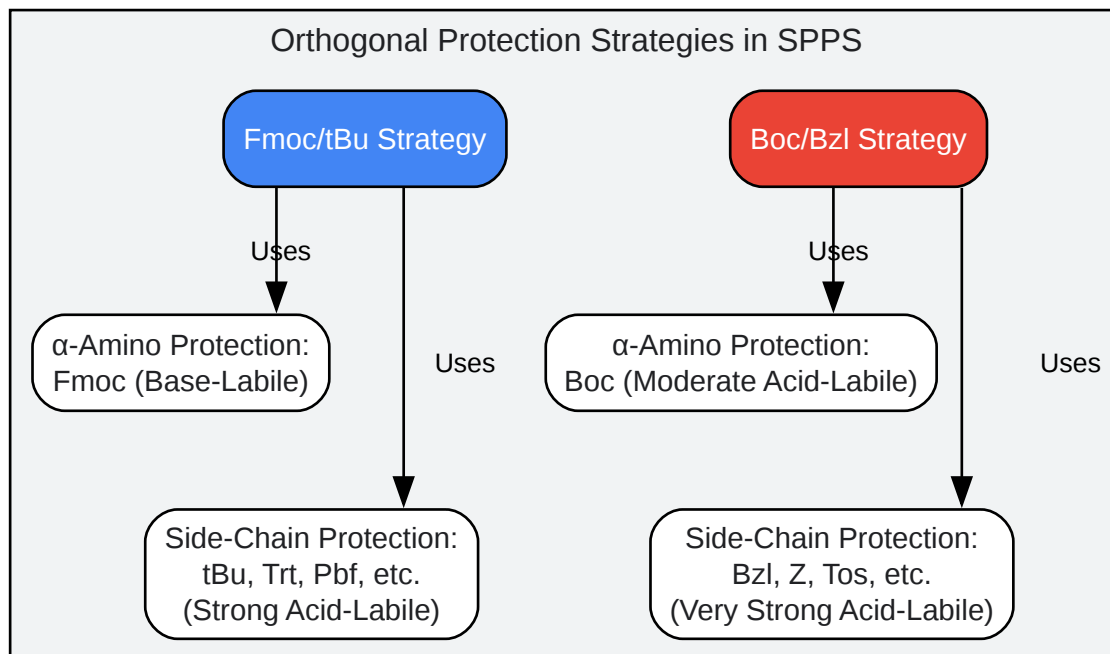 Orthogonal Protection Strategies in SPPS
Fmoc/tBu Strategy
Boc/Bzl Strategy
Uses
Uses
α-Amino Protection:
Fmoc (Base-Labile)
Uses
α-Amino Protection:
Boc (Moderate Acid-Labile)
Uses
Side-Chain Protection:
tBu, Trt, Pbf, etc.
(Strong Acid-Labile)
Side-Chain Protection:
Bzl, Z, Tos, etc.
(Very Strong Acid-Labile)